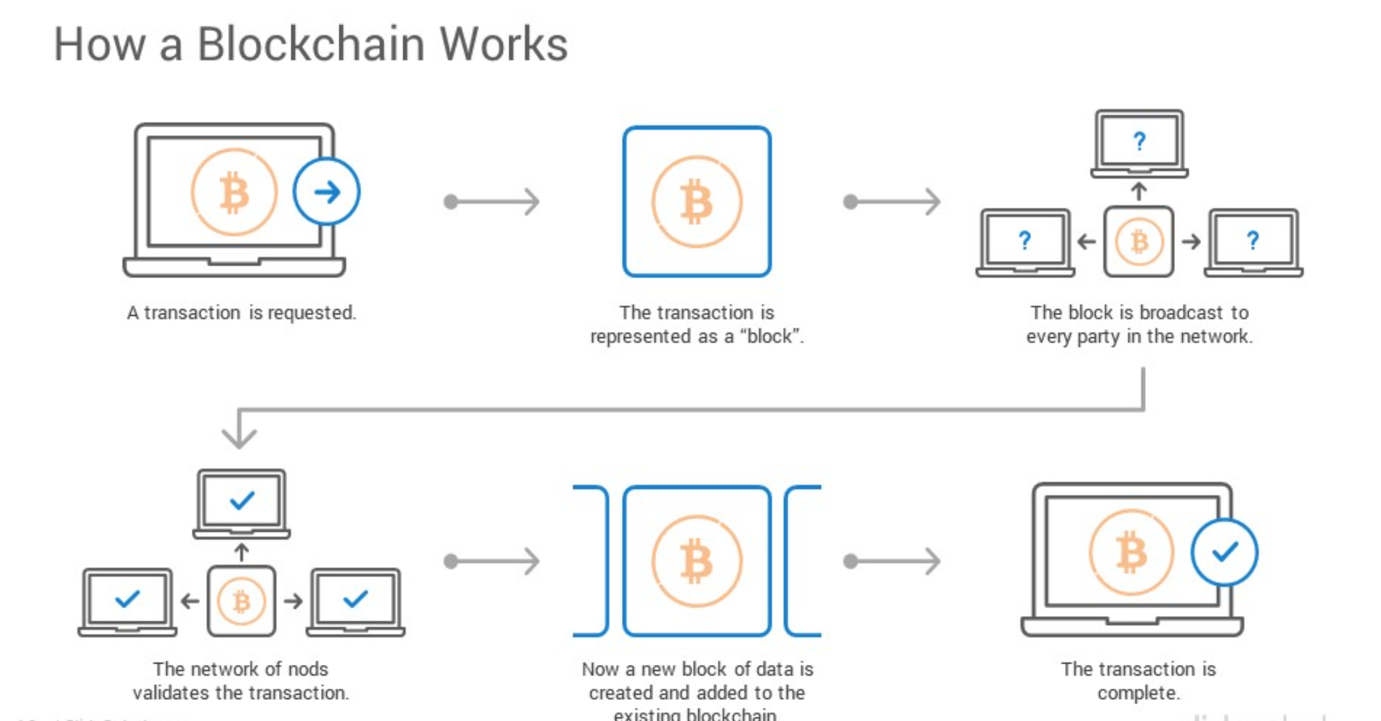 How a Blockchain Works
?
?
?
A transaction is requested.
The transaction is
represented as a “block”.
The block is broadcast to
every party in the network.
The network of nods
validates the transaction.
Now a new block of data is
created and added to the
existing blockchain.
The transaction is
complete.